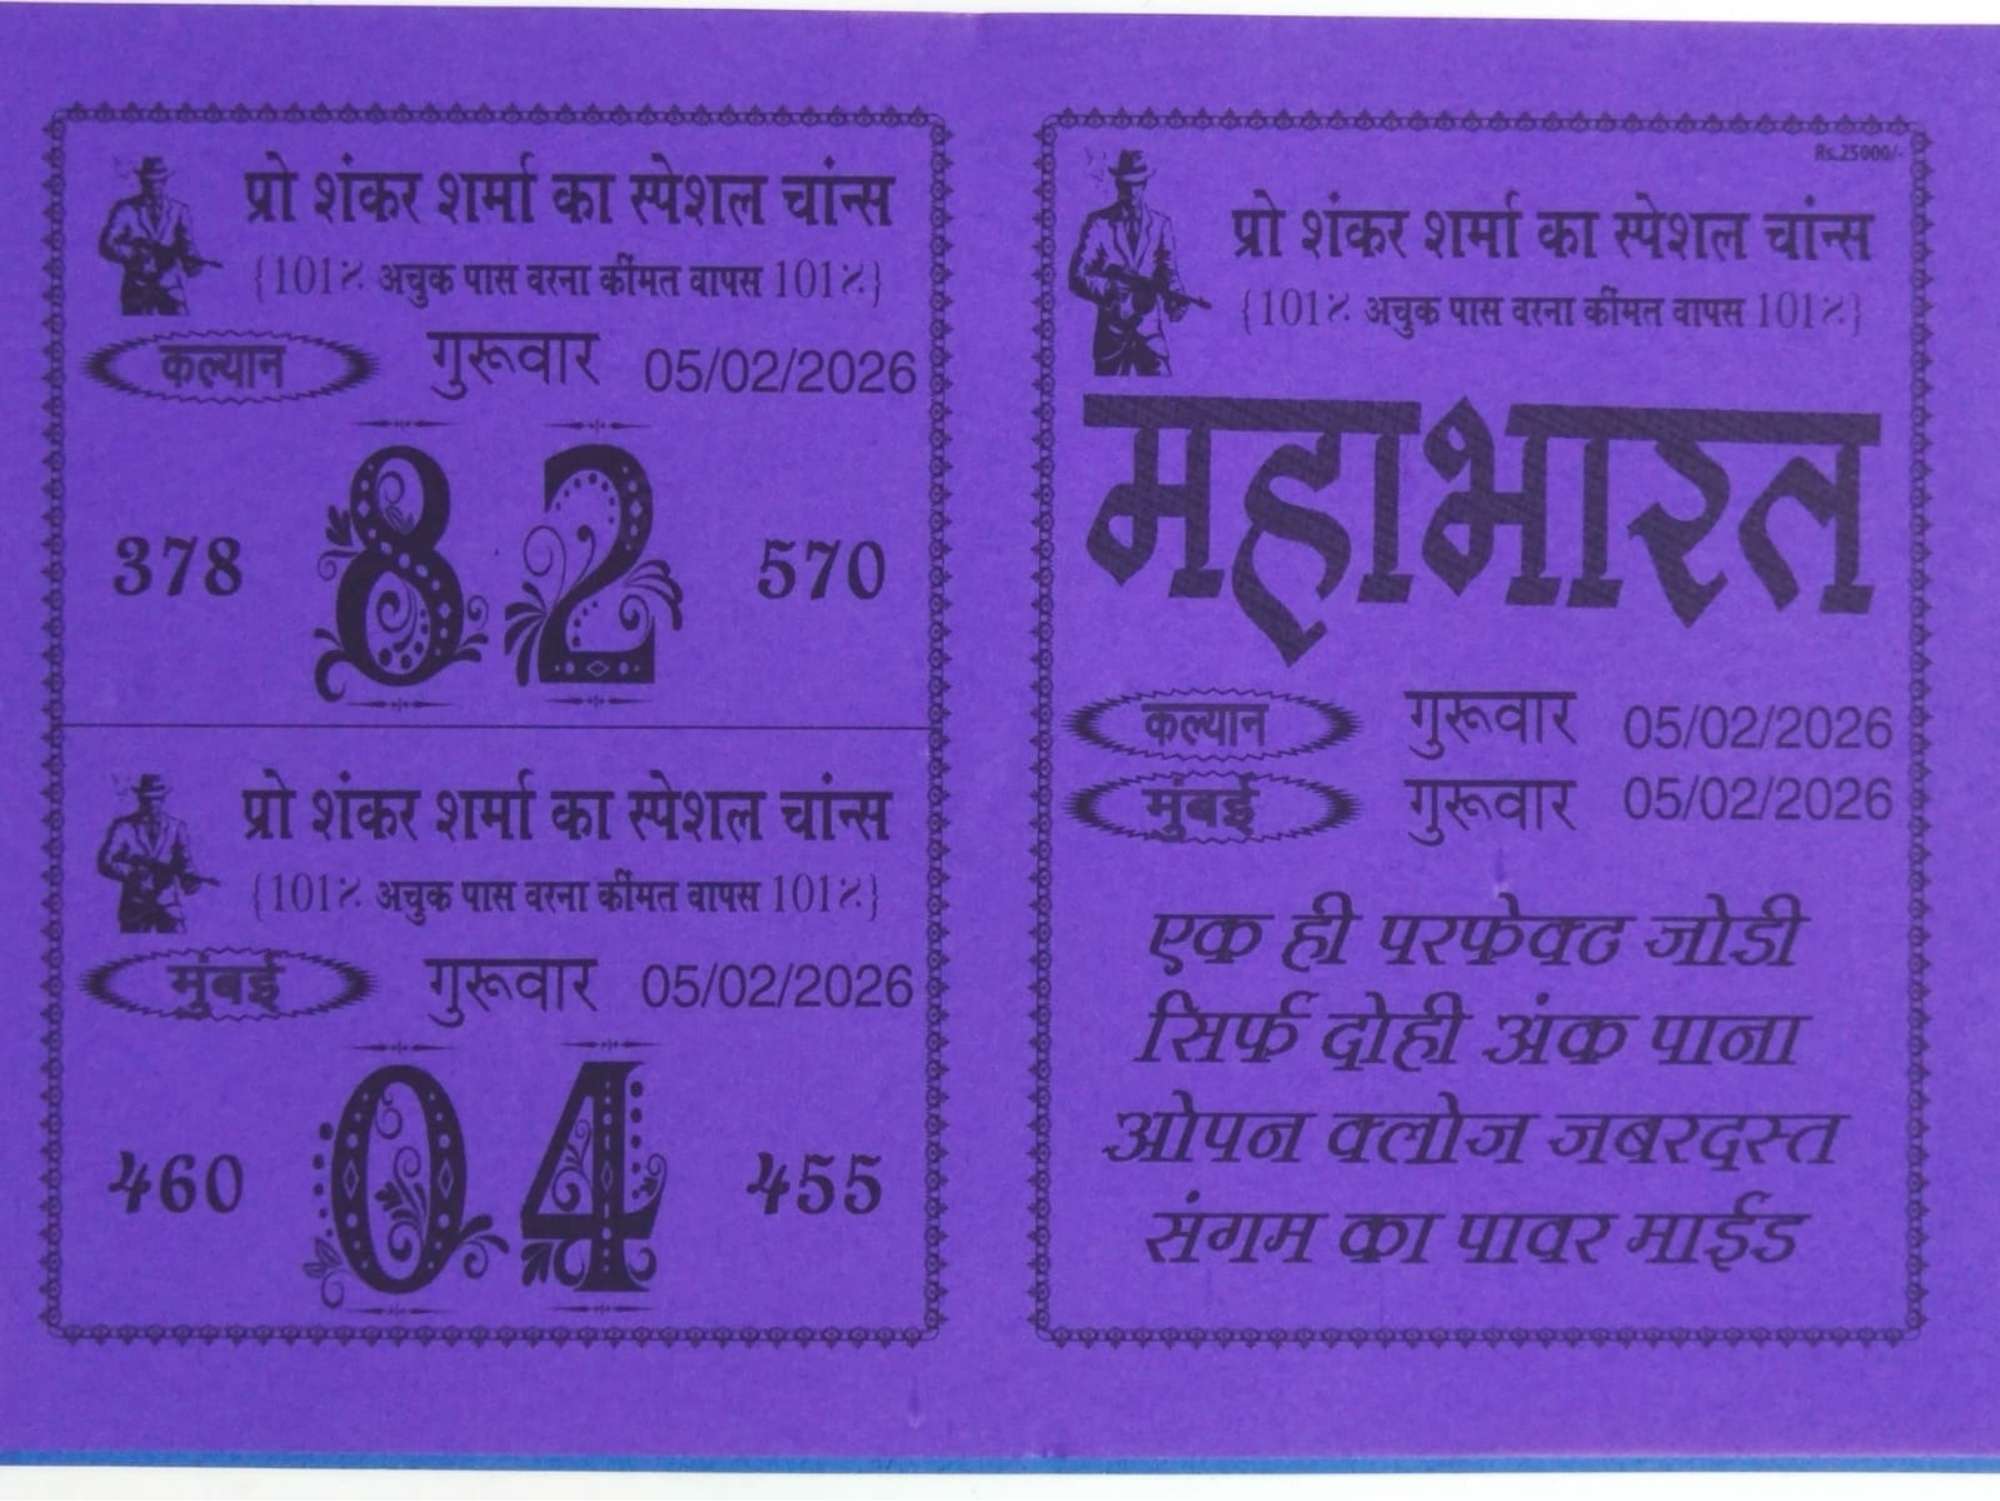 प्रो शंकर शर्मा का स्पेशल चांन्स
{101% अचुक पास वरना कींमत वापस 101%}
कल्यान गुरूवार 05/02/2026
378 82 570
प्रो शंकर शर्मा का स्पेशल चांन्स
{101% अचुक पास वरना कींमत वापस 101%}
मुंबई गुरूवार 05/02/2026
460 04 455
Rs.25000/-
प्रो शंकर शर्मा का स्पेशल चांन्स
{101% अचुक पास वरना कींमत वापस 101%}
महाभारत
कल्यान गुरूवार 05/02/2026
मुंबई गुरूवार 05/02/2026
एक ही परफेक्ट जोडी
सिर्फ दोही अंक पाना
ओपन क्लोज जबरदस्त
संगम का पावर माईड